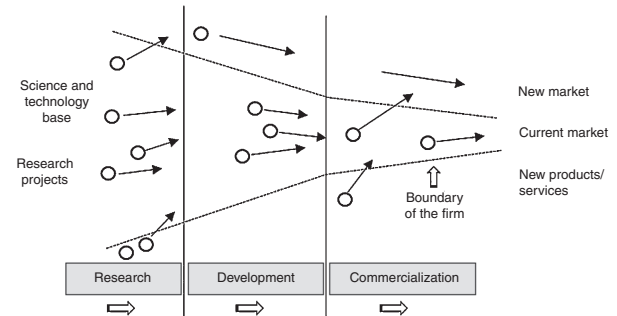 Science and
technology
base
Research
projects
New market
Current market
New products/
services
Boundary
of the firm
Research
Development
Commercialization